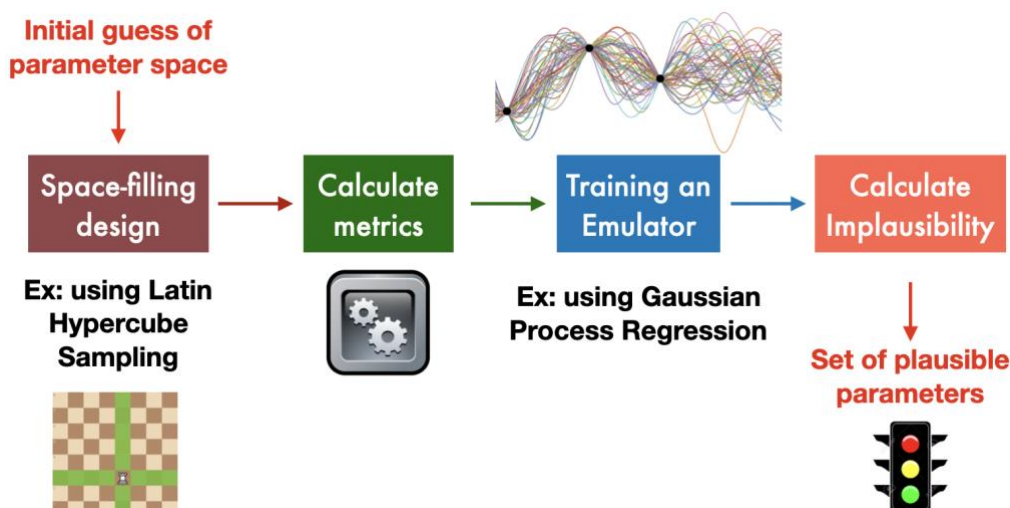 Initial guess of
parameter space
Space-filling
design
Calculate
metrics
Training an
Emulator
Calculate
Implausibility
Ex: using Latin
Hypercube
Sampling
Ex: using Gaussian
Process Regression
Set of plausible
parameters